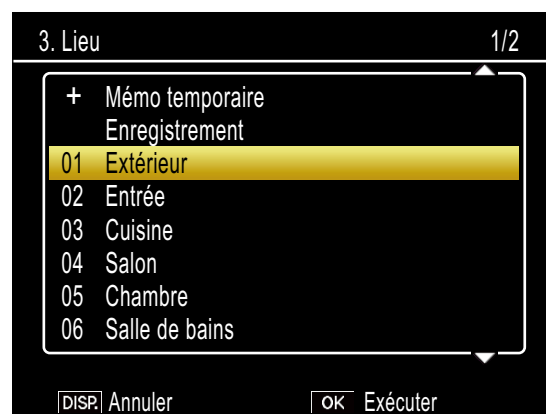 3. Lieu 1/2
+ Mémo temporaire
Enregistrement
01 Extérieur
02 Entrée
03 Cuisine
04 Salon
05 Chambre
06 Salle de bains
DISP. Annuler OK Exécuter